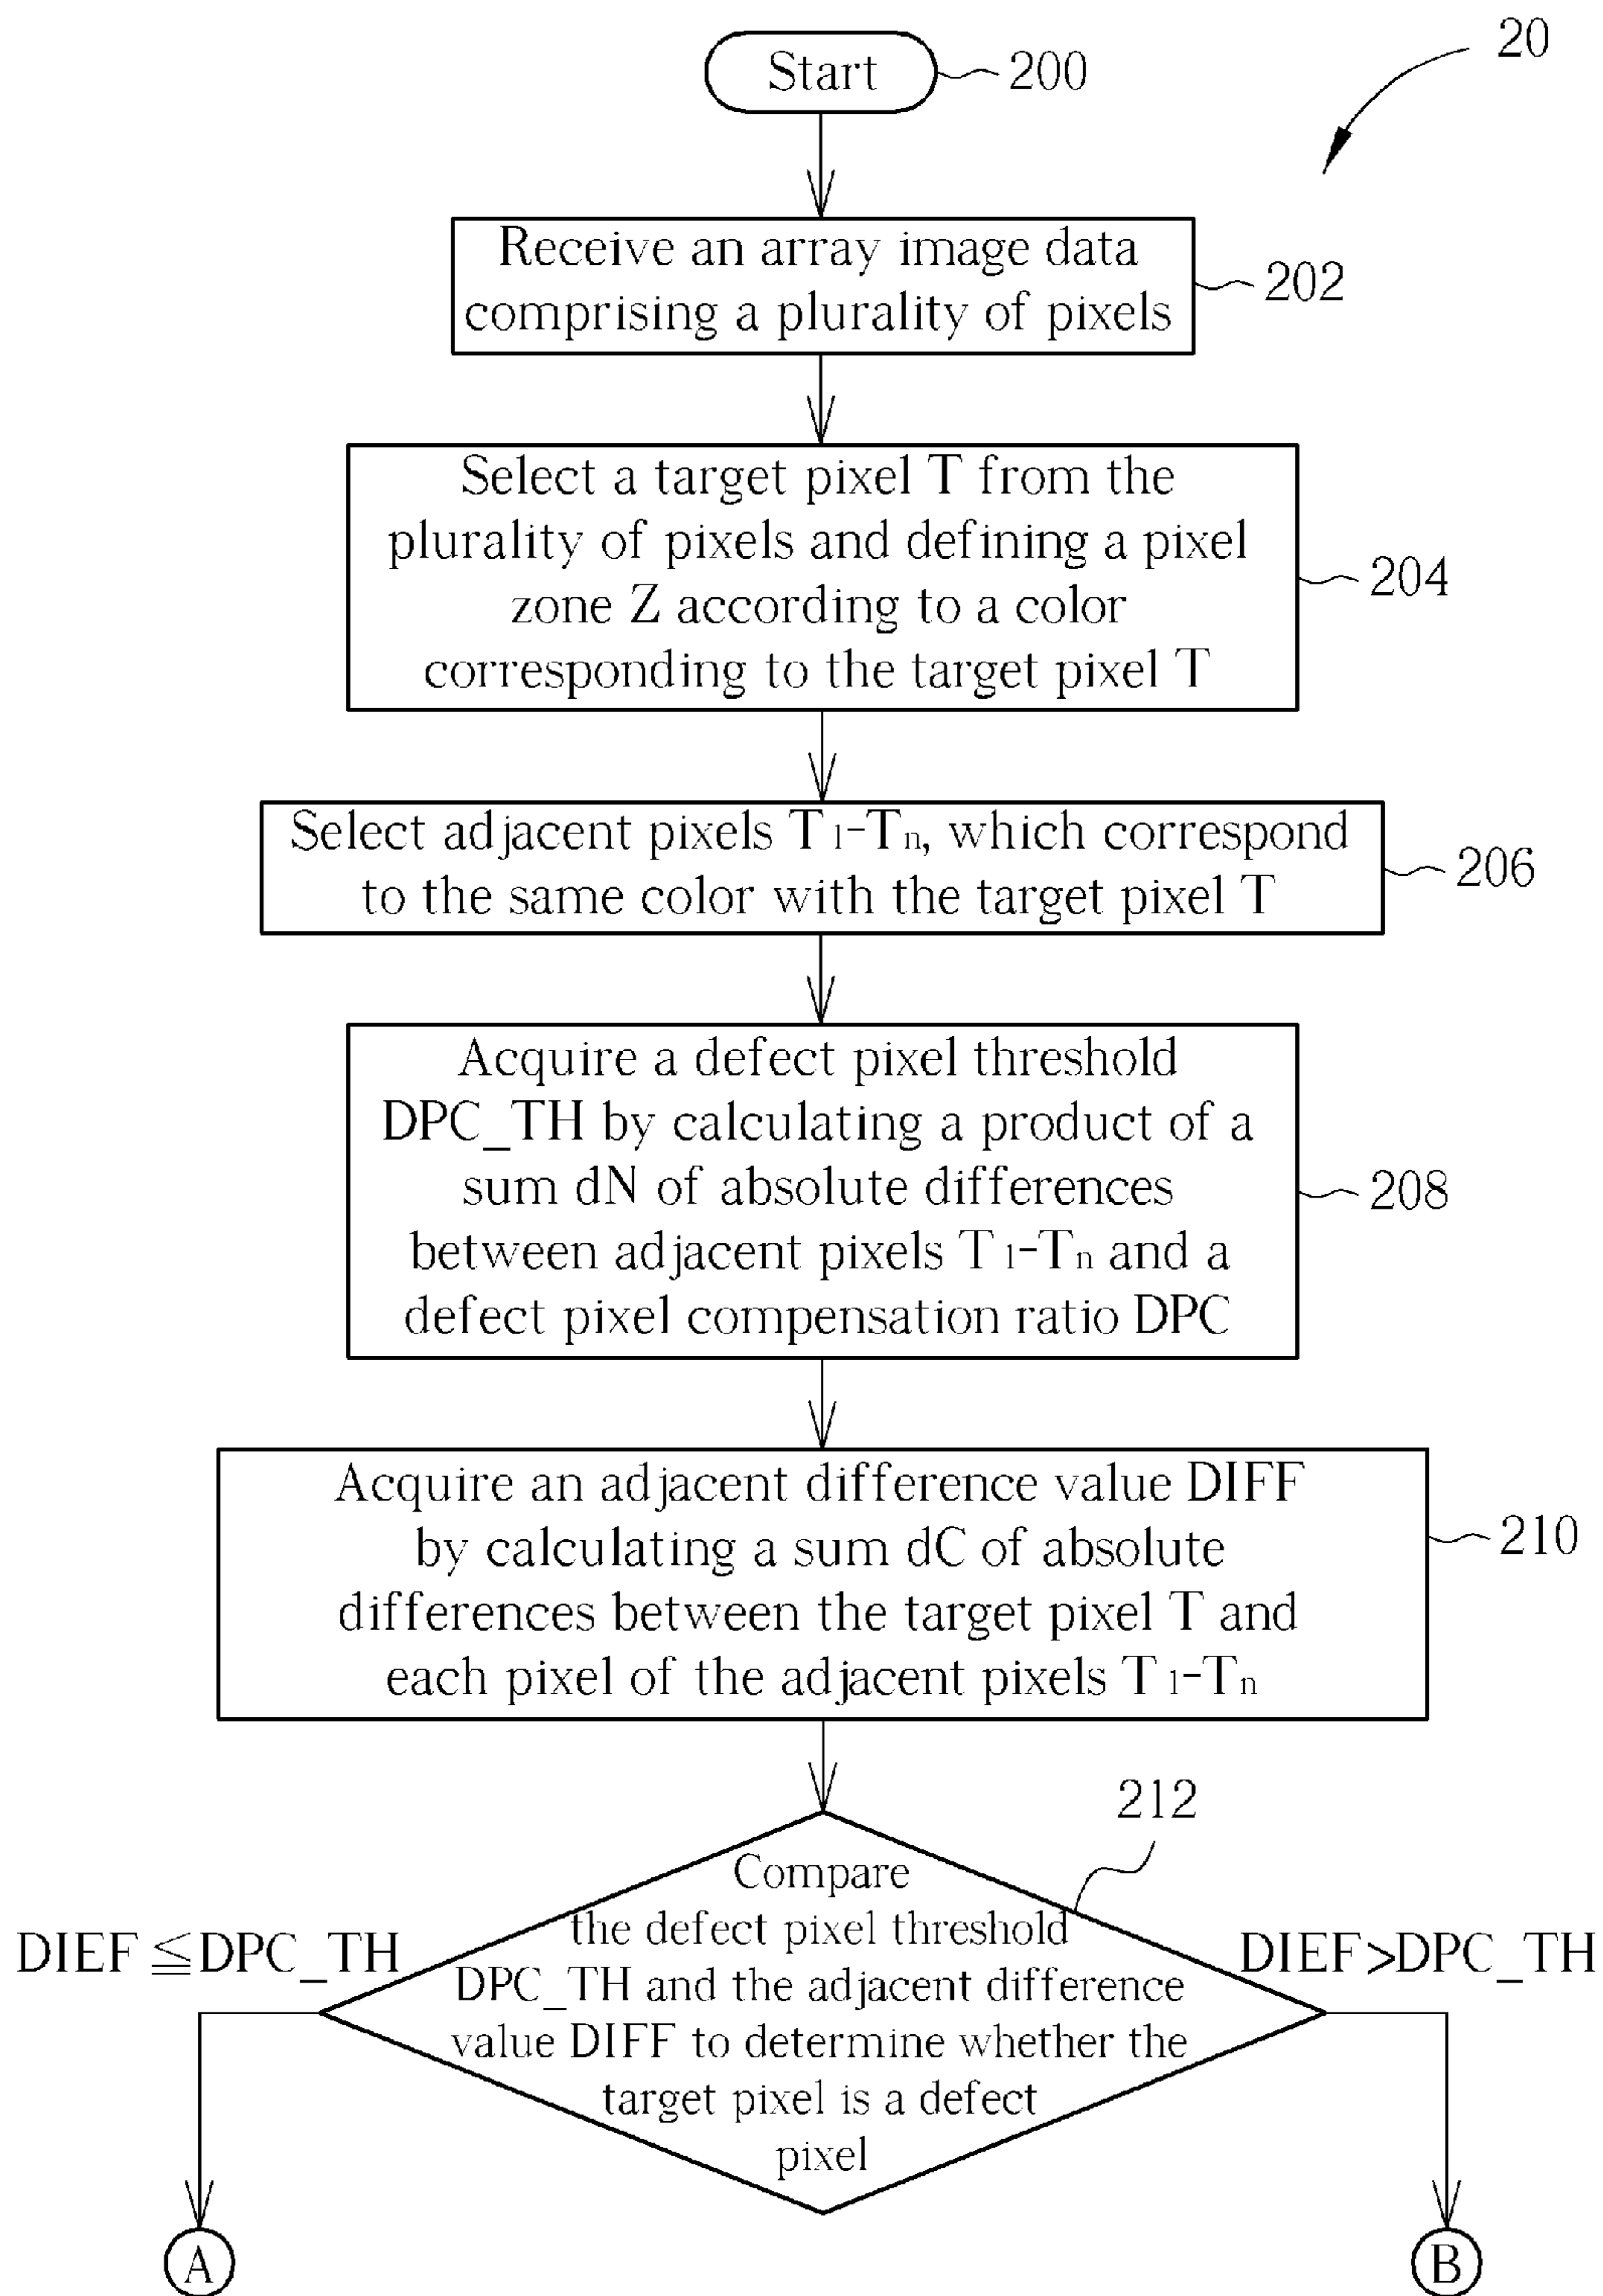 20
Start
200
Receive an array image data
comprising a plurality of pixels
202
Select a target pixel T from the
plurality of pixels and defining a pixel
zone Z according to a color
corresponding to the target pixel T
204
Select adjacent pixels T1-Tn, which correspond
to the same color with the target pixel T
206
Acquire a defect pixel threshold
DPC_TH by calculating a product of a
sum dN of absolute differences
between adjacent pixels T1-Tn and a
defect pixel compensation ratio DPC
208
Acquire an adjacent difference value DIFF
by calculating a sum dC of absolute
differences between the target pixel T and
each pixel of the adjacent pixels T1-Tn
210
212
Compare
the defect pixel threshold
DPC_TH and the adjacent difference
value DIFF to determine whether the
target pixel is a defect
pixel
DIEF≦DPC_TH
DIEF>DPC_TH
A
B